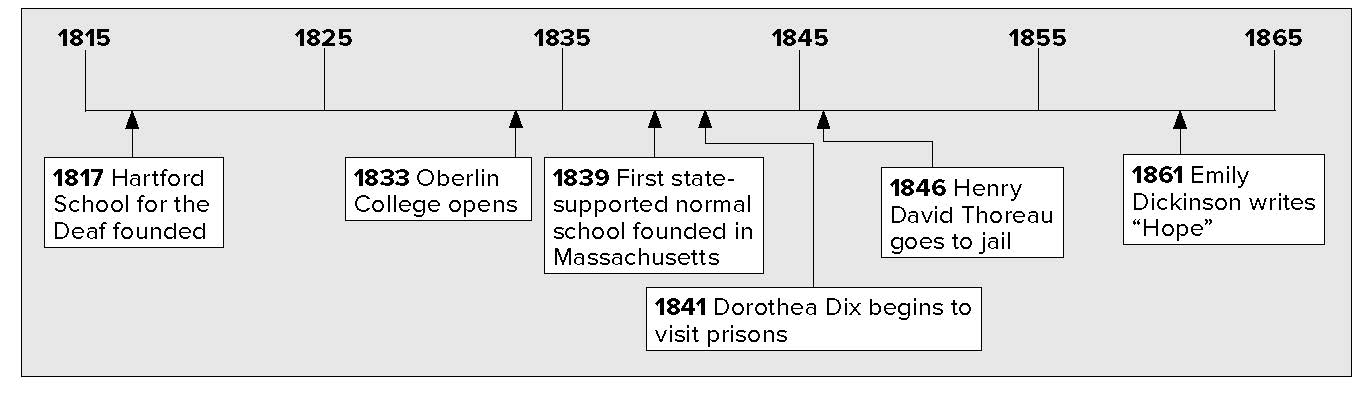 1815 1825 1835 1845 1855 1865
1817 Hartford
School for the
Deaf founded
1833 Oberlin
College opens
1839 First state-
supported normal
school founded in
Massachusetts
1841 Dorothea Dix begins to
visit prisons
1846 Henry
David Thoreau
goes to jail
1861 Emily
Dickinson writes
“Hope”